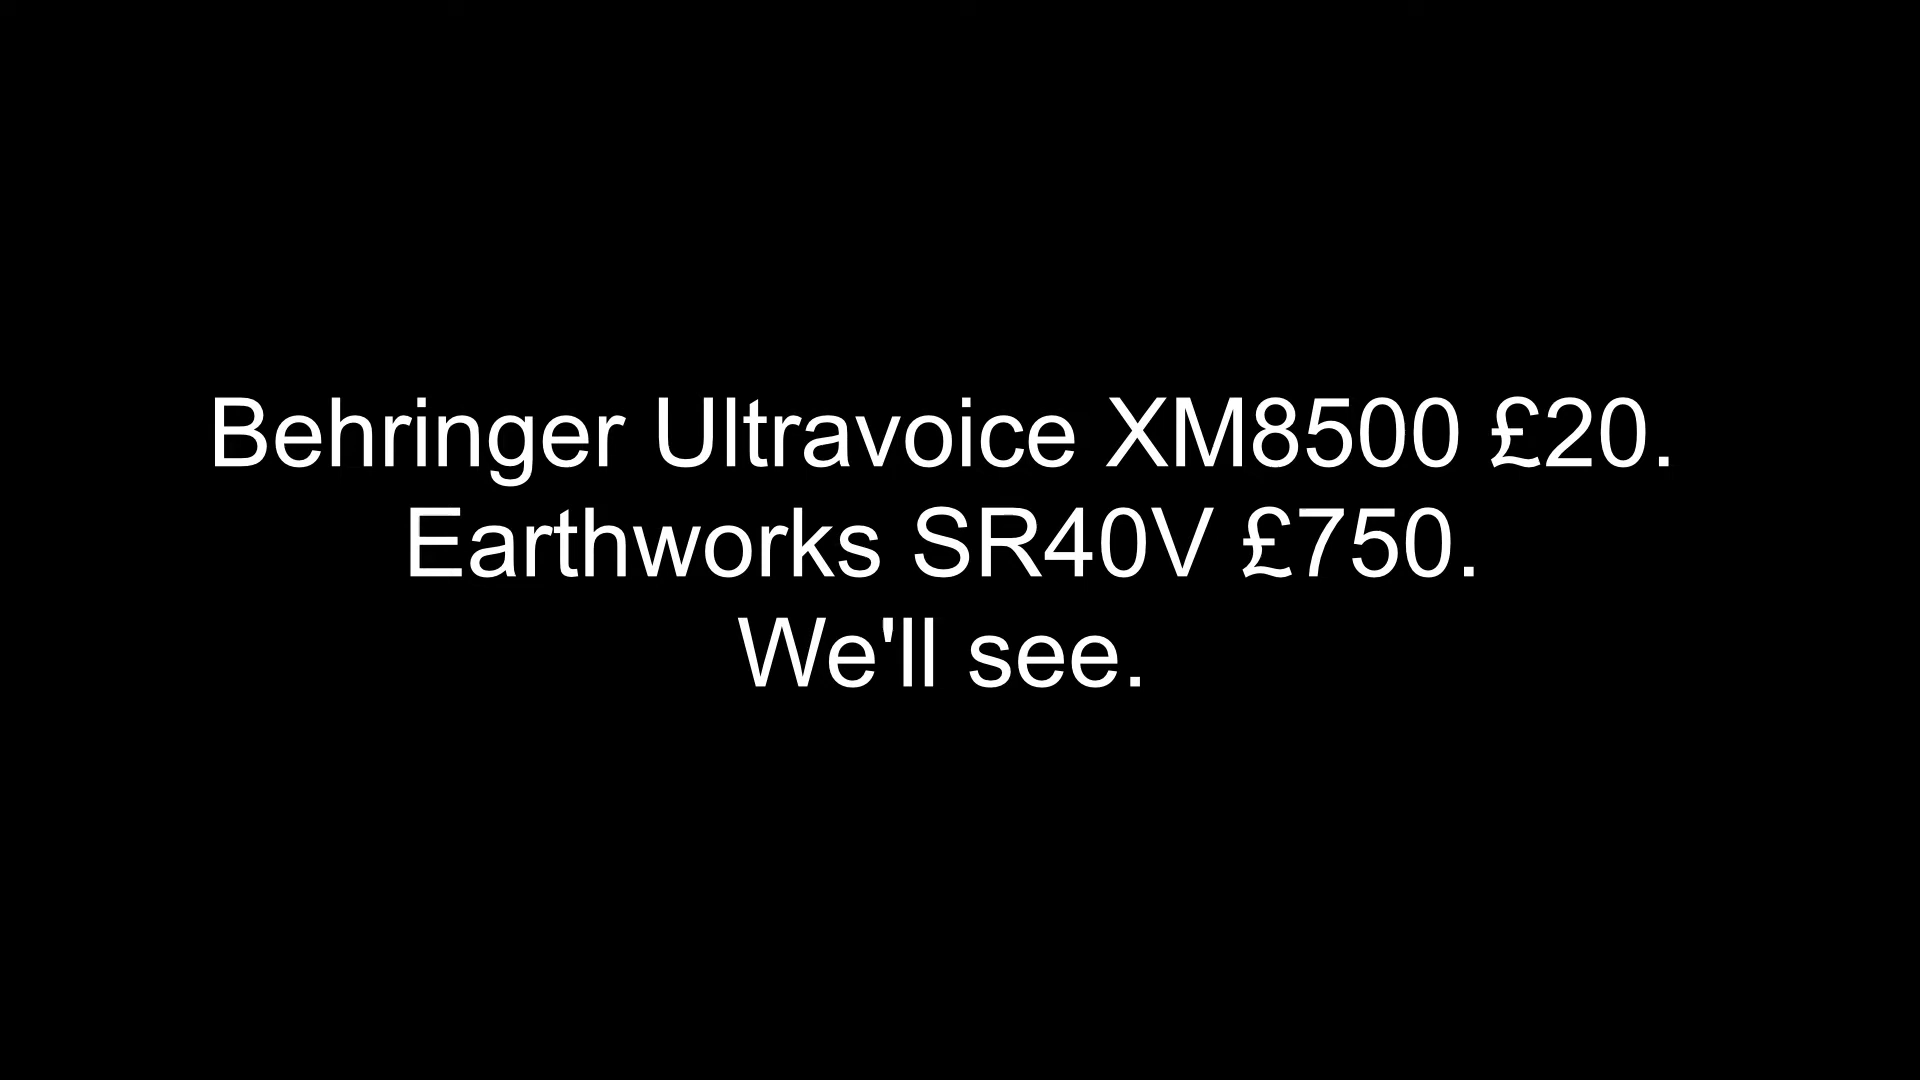 Behringer Ultravoice XM8500 £20.
Earthworks SR40V £750.
We'll see.